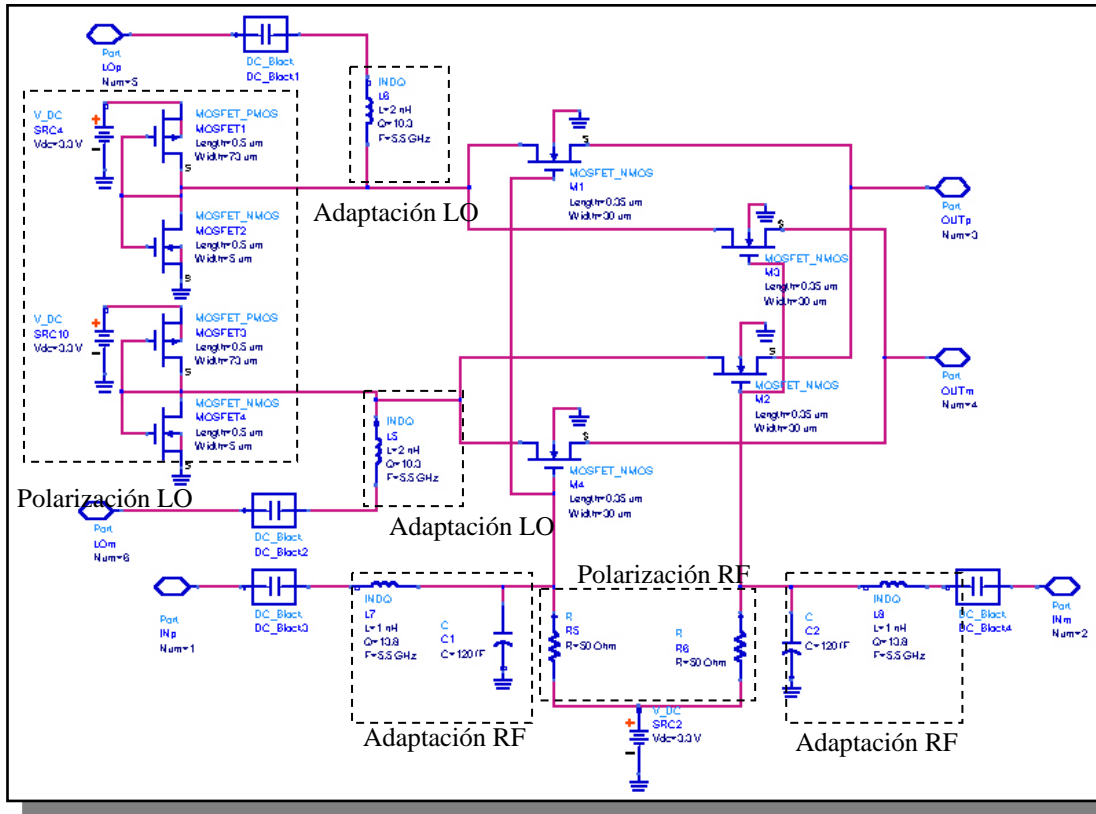 Part
LOp
Num=5
DC_Block
DC_Block1
INDQ
L6
L=2 nH
Q=10.3
F=5.5 GHz
Adaptación LO
V_DC
SRC4
Vdc=3.3 V
MOSFET_PMOS
MOSFET1
Length=0.5 um
Width=73 um
S
MOSFET_NMOS
MOSFET2
Length=0.5 um
Width=5 um
S
V_DC
SRC10
Vdc=3.3 V
MOSFET_PMOS
MOSFET3
Length=0.5 um
Width=73 um
S
MOSFET_NMOS
MOSFET4
Length=0.5 um
Width=5 um
S
Polarización LO
S
MOSFET_NMOS
M1
Length=0.35 um
Width=30 um
S
MOSFET_NMOS
M3
Length=0.35 um
Width=30 um
S
MOSFET_NMOS
M2
Length=0.35 um
Width=30 um
S
MOSFET_NMOS
M4
Length=0.35 um
Width=30 um
Part
OUTp
Num=3
Part
OUTm
Num=4
INDQ
L5
L=2 nH
Q=10.3
F=5.5 GHz
Adaptación LO
Part
LOm
Num=6
DC_Block
DC_Block2
Part
INp
Num=1
DC_Block
DC_Block3
INDQ
L7
L=1 nH
Q=13.8
F=5.5 GHz
C
C1
C=120 fF
Adaptación RF
Polarización RF
R
R5
R=50 Ohm
R
R6
R=50 Ohm
V_DC
SRC2
Vdc=3.3 V
C
C2
C=120 fF
INDQ
L8
L=1 nH
Q=13.8
F=5.5 GHz
Adaptación RF
DC_Block
DC_Block4
Part
INm
Num=2